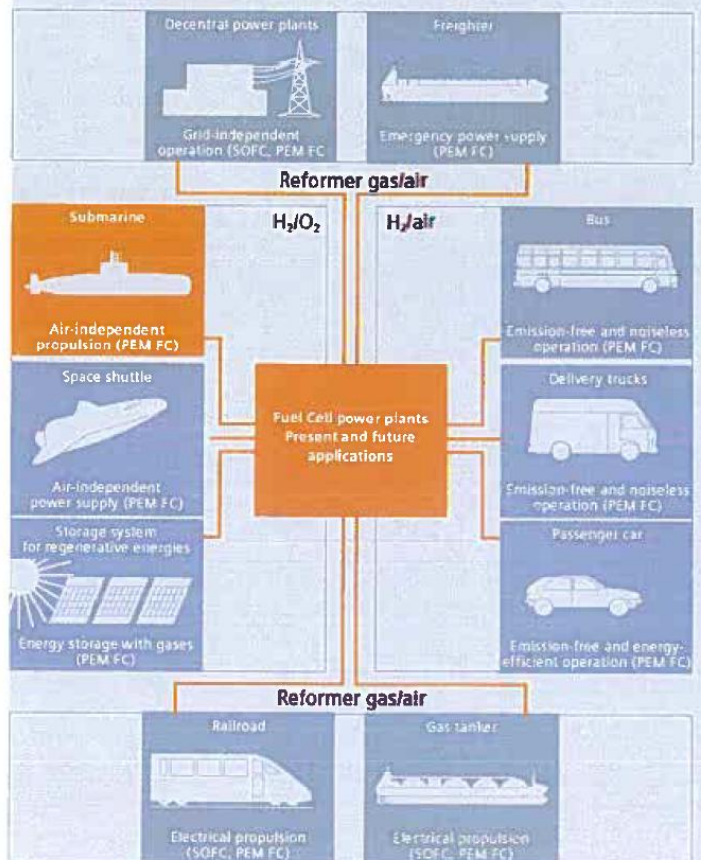 Decentral power plants
Grid-independent
operation (SOFC, PEM FC
Freighter
Emergency power supply
(PEM FC)
Reformer gas/air
H₂/O₂
H₂/air
Submarine
Air-independent
propulsion (PEM FC)
Space shuttle
Air-independent
power supply (PEM FC)
Storage system
for regenerative energies
Energy storage with gases
(PEM FC)
Fuel Cell power plants
Present and future
applications
Bus
Emission-free and noiseless
operation (PEM FC)
Delivery trucks
Emission-free and noiseless
operation (PEM FC)
Passenger car
Emission-free and energy-
efficient operation (PEM FC)
Reformer gas/air
Railroad
Electrical propulsion
(SOFC, PEM FC)
Gas tanker
Electrical propulsion
(SOFC, PEM FC)